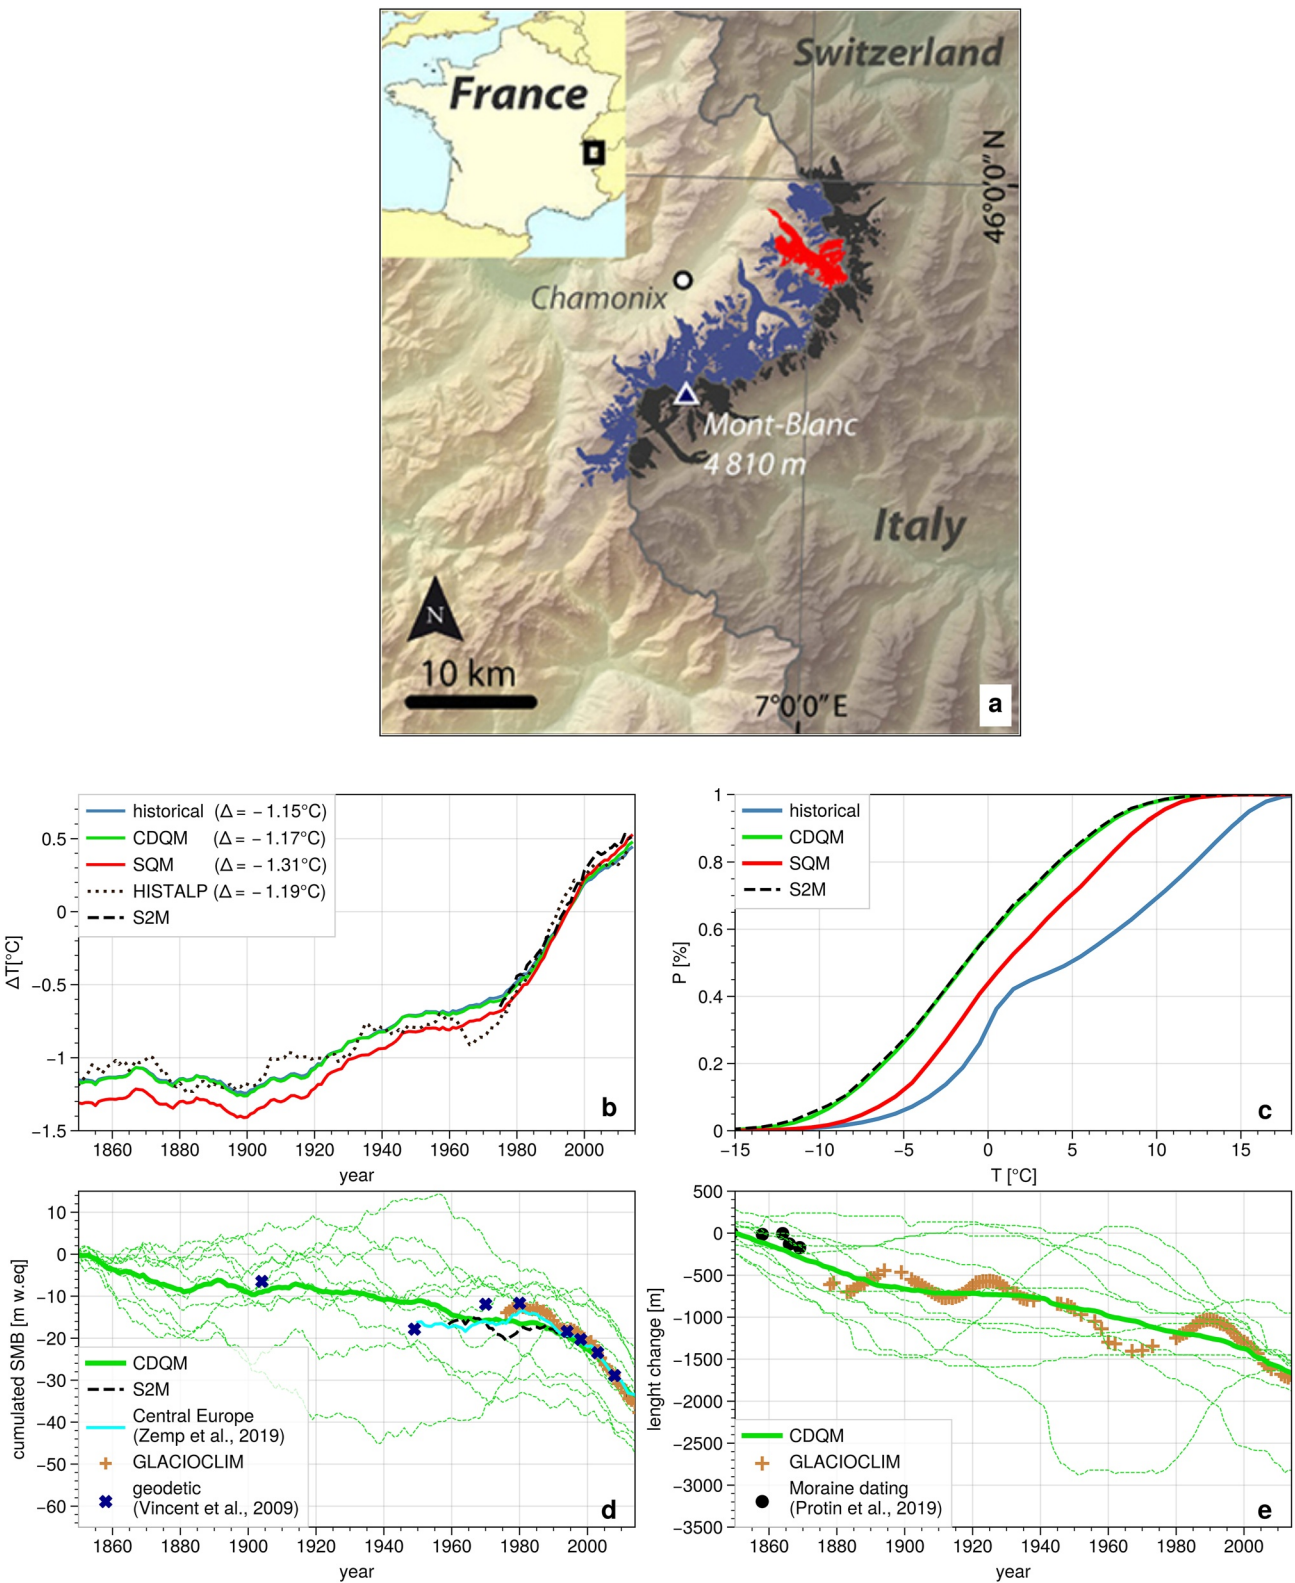 Switzerland
France
46°0'0'' N
Chamonix
Mont-Blanc
4 810 m
Italy
N
10 km
7°0'0'' E
a
historical (Δ = −1.15°C)
CDQM (Δ = −1.17°C)
SQM (Δ = −1.31°C)
HISTALP (Δ = −1.19°C)
S2M
ΔT[°C]
0.5
0
−0.5
−1
−1.5
1860 1880 1900 1920 1940 1960 1980 2000
year
b
historical
CDQM
SQM
S2M
P [%]
1
0.8
0.6
0.4
0.2
0
−15 −10 −5 0 5 10 15
T [°C]
c
cumulated SMB [m w.eq]
10
0
−10
−20
−30
−40
−50
−60
CDQM
S2M
Central Europe
(Zemp et al., 2019)
GLACIOCLIM
geodetic
(Vincent et al., 2009)
1860 1880 1900 1920 1940 1960 1980 2000
year
d
lenght change [m]
500
0
−500
−1000
−1500
−2000
−2500
−3000
−3500
CDQM
GLACIOCLIM
Moraine dating
(Protin et al., 2019)
1860 1880 1900 1920 1940 1960 1980 2000
year
e